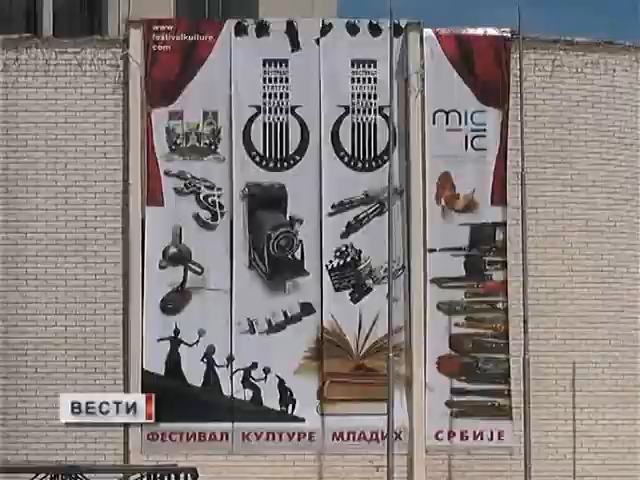 www
festivalkulture.
com
mic
ic
ВЕСТИ
ФЕСТИВАЛ КУЛТУРЕ МЛАДИХ СРБИЈЕ